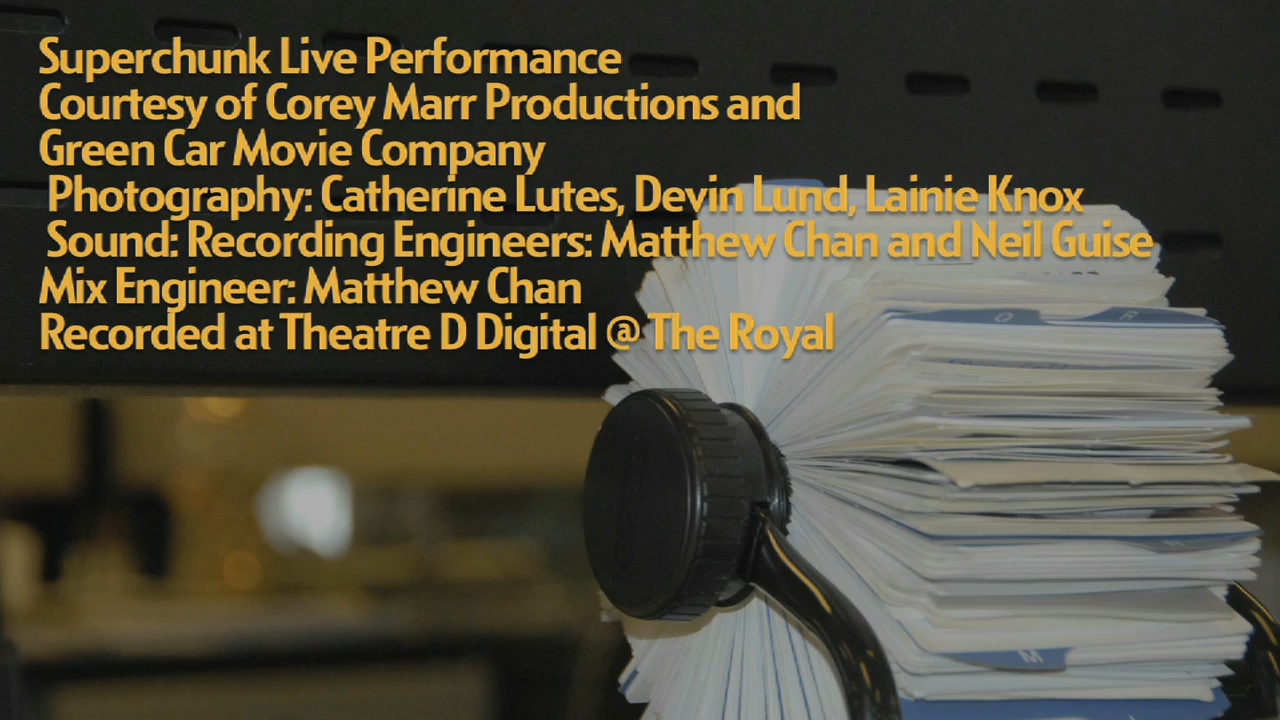 Superchunk Live Performance
Courtesy of Corey Marr Productions and
Green Car Movie Company
Photography: Catherine Lutes, Devin Lund, Lainie Knox
Sound: Recording Engineers: Matthew Chan and Neil Guise
Mix Engineer: Matthew Chan
Recorded at Theatre D Digital @ The Royal
Q R
M